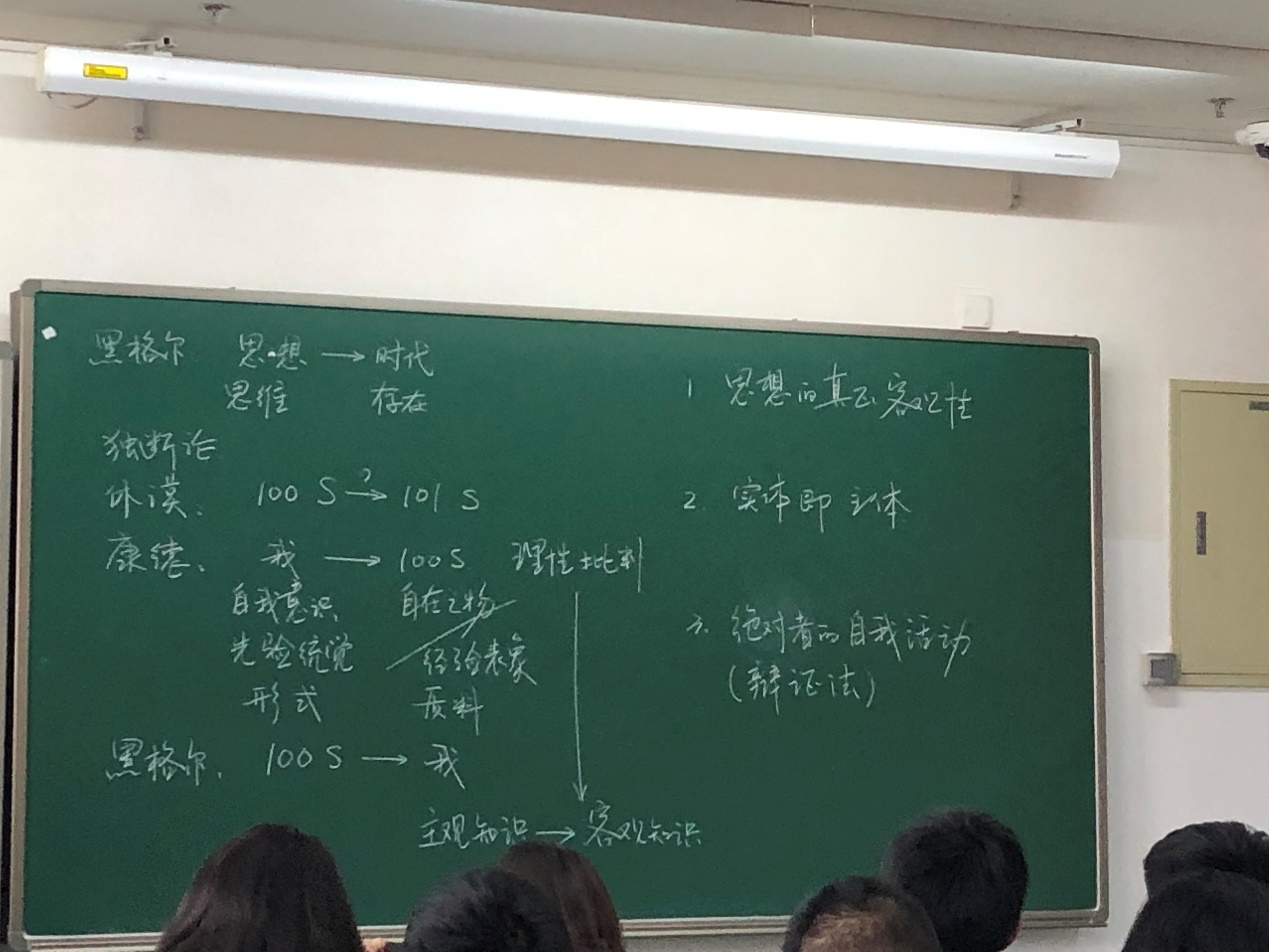 黑格尔 思想 → 时代
思维 存在
独断论
休谟、 100 S →? 101 S
康德、 我 → 100 S 理性批判
自我意识 自在之物
先验统觉 经验表象
形式 质料
黑格尔、 100 S → 我
主观知识 → 客观知识
1 思想的真正客观性
2. 实体即主体
3. 绝对者的自我活动
(辩证法)